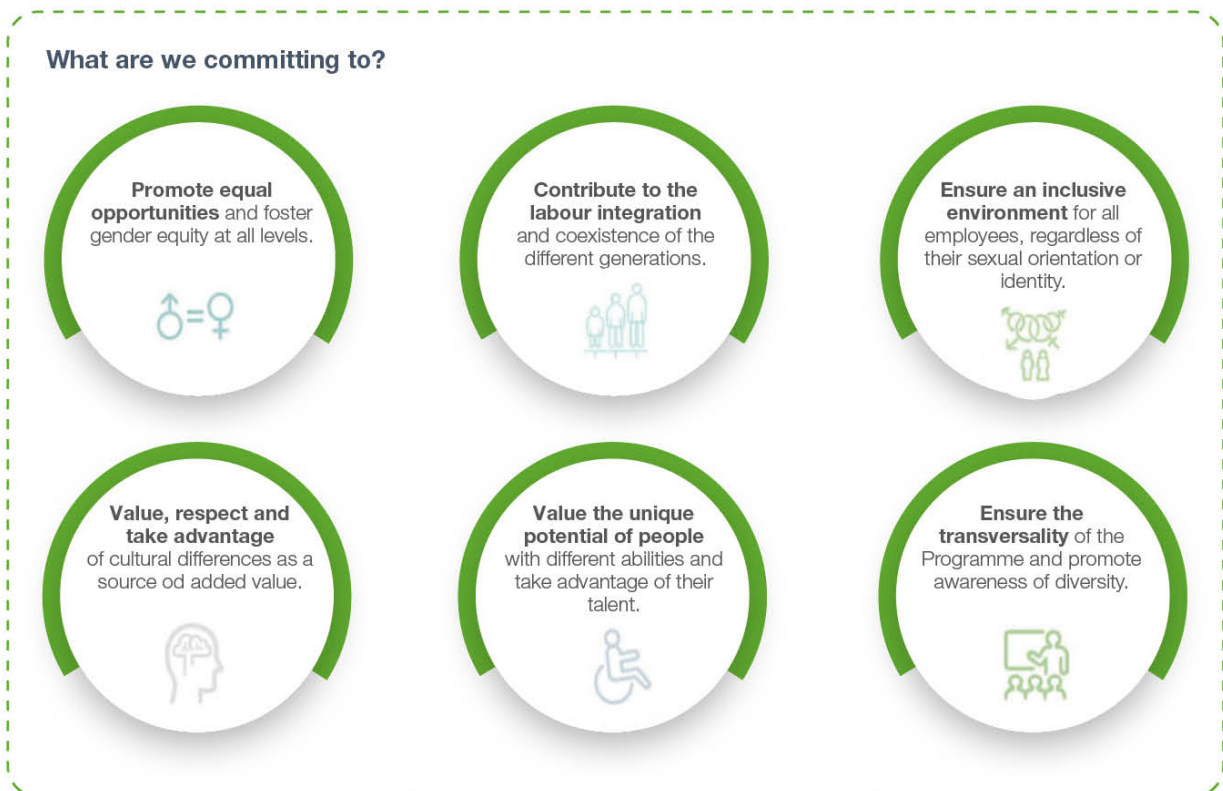 What are we committing to?
Promote equal
opportunities and foster
gender equity at all levels.
Contribute to the
labour integration
and coexistence of the
different generations.
Ensure an inclusive
environment for all
employees, regardless of
their sexual orientation or
identity.
Value, respect and
take advantage
of cultural differences as a
source od added value.
Value the unique
potential of people
with different abilities and
take advantage of their
talent.
Ensure the
transversality of the
Programme and promote
awareness of diversity.